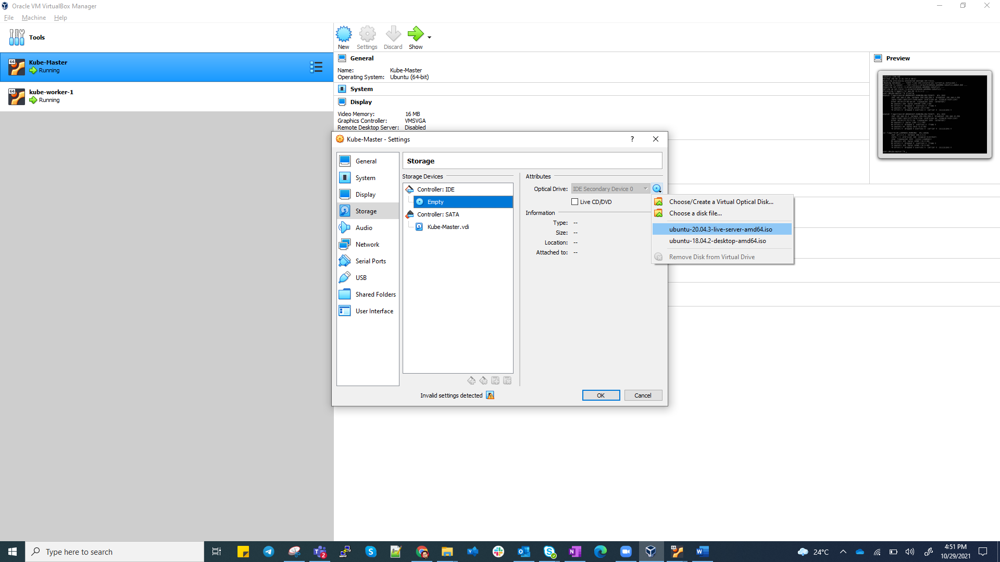 Oracle VM VirtualBox Manager
File Machine Help
Tools
New Settings Discard Show
64 Kube-Master
Running
64 kube-worker-1
Running
General
Name: Kube-Master
Operating System: Ubuntu (64-bit)
System
Display
Video Memory: 16 MB
Graphics Controller: VMSVGA
Remote Desktop Server: Disabled
Preview
Kube-Master - Settings
?
General
System
Display
Storage
Audio
Network
Serial Ports
USB
Shared Folders
User Interface
Storage
Storage Devices
Controller: IDE
Empty
Controller: SATA
Kube-Master.vdi
Attributes
Optical Drive: IDE Secondary Device 0
Live CD/DVD
Information
Type: --
Size: --
Location: --
Attached to: --
Choose/Create a Virtual Optical Disk...
Choose a disk file...
ubuntu-20.04.3-live-server-amd64.iso
ubuntu-18.04.2-desktop-amd64.iso
Remove Disk from Virtual Drive
Invalid settings detected
OK Cancel
Type here to search
2
24°C
4:51 PM
10/29/2021